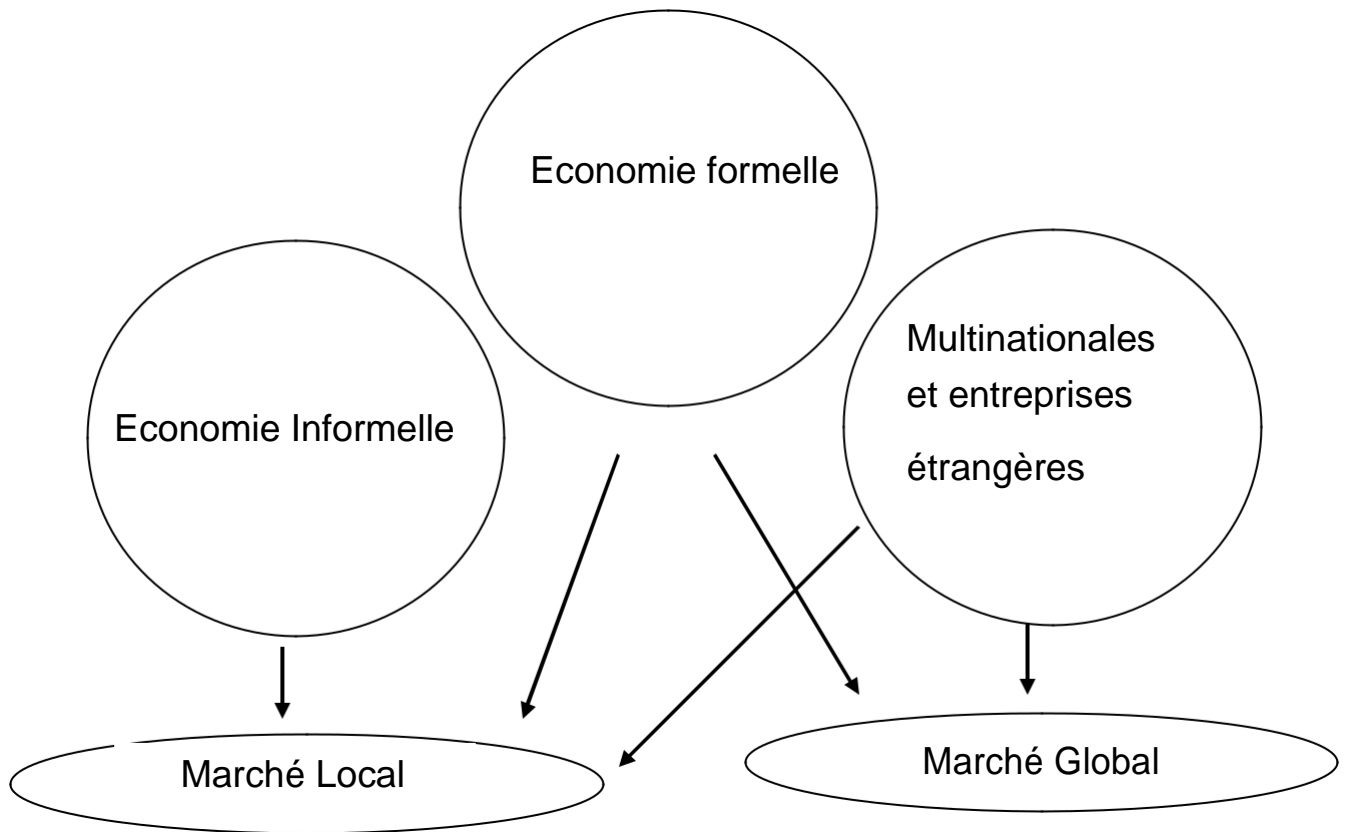 Economie formelle
Economie Informelle
Multinationales
et entreprises
étrangères
Marché Local
Marché Global